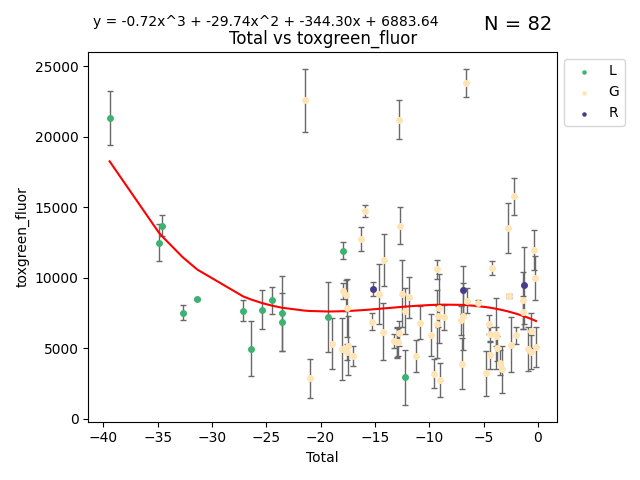 y = -0.72x^3 + -29.74x^2 + -344.30x + 6883.64
N = 82
Total vs toxgreen_fluor
25000
20000
15000
10000
5000
0
toxgreen_fluor
−40 −35 −30 −25 −20 −15 −10 −5 0
Total
L
G
R